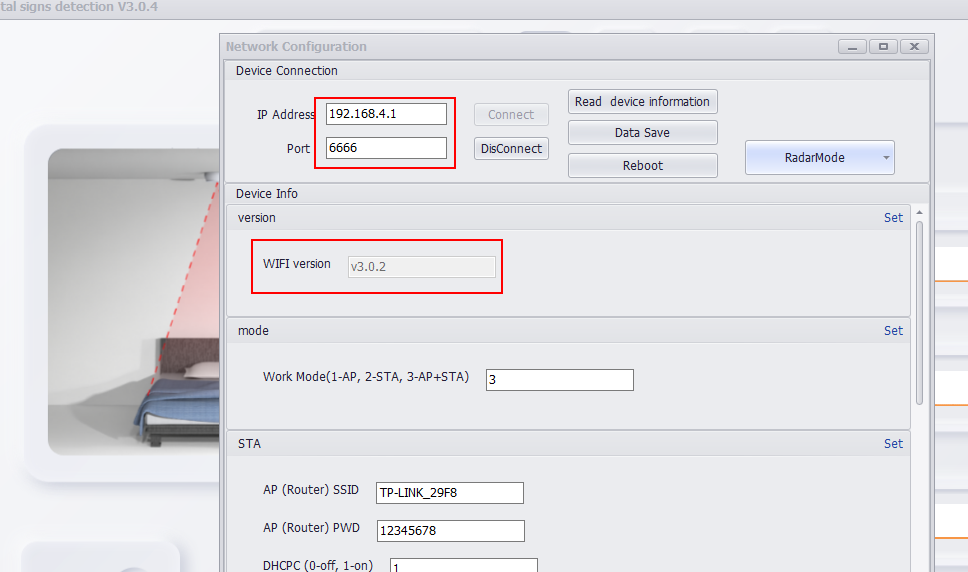 tal signs detection V3.0.4
Network Configuration
Device Connection
IP Address 192.168.4.1 Connect Read device information
Port 6666 DisConnect Data Save
Reboot RadarMode
Device Info
version Set
WIFI version v3.0.2
mode Set
Work Mode(1-AP, 2-STA, 3-AP+STA) 3
STA Set
AP (Router) SSID TP-LINK_29F8
AP (Router) PWD 12345678
DHCPC (0-off, 1-on) 1